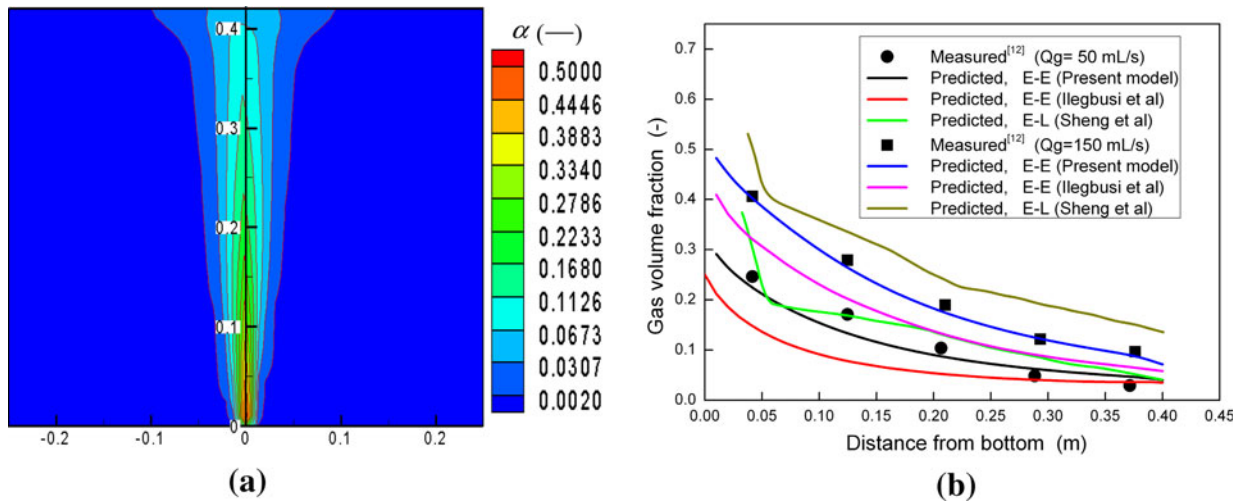 α (—)
0.5000
0.4446
0.3883
0.3340
0.2786
0.2233
0.1680
0.1126
0.0673
0.0307
0.0020
0.4
0.3
0.2
0.1
0
-0.2 -0.1 0 0.1 0.2
(a)
Gas volume fraction (-)
0.7
0.6
0.5
0.4
0.3
0.2
0.1
0.0
Measured[12] (Qg= 50 mL/s)
Predicted, E-E (Present model)
Predicted, E-E (Ilegbusi et al)
Predicted, E-L (Sheng et al)
Measured[12] (Qg=150 mL/s)
Predicted, E-E (Present model)
Predicted, E-E (Ilegbusi et al)
Predicted, E-L (Sheng et al)
0.00 0.05 0.10 0.15 0.20 0.25 0.30 0.35 0.40 0.45
Distance from bottom (m)
(b)